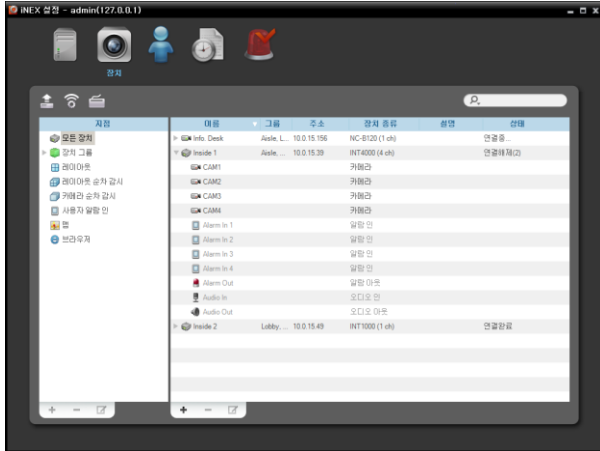 iNEX 설정 - admin(127.0.0.1)
장치
지점
모든 장치
장치 그룹
레이아웃
레이아웃 순차 감시
카메라 순차 감시
사용자 알람 인
맵
브라우저
이름 그룹 주소 장치 종류 설명 상태
Info. Desk Aisle, L... 10.0.15.156 NC-B120 (1 ch) 연결중...
Inside 1 Aisle, ... 10.0.15.39 INT4000 (4 ch) 연결해제(2)
CAM1 카메라
CAM2 카메라
CAM3 카메라
CAM4 카메라
Alarm In 1 알람 인
Alarm In 2 알람 인
Alarm In 3 알람 인
Alarm In 4 알람 인
Alarm Out 알람 아웃
Audio In 오디오 인
Audio Out 오디오 아웃
Inside 2 Lobby, ... 10.0.15.49 INT1000 (1 ch) 연결완료